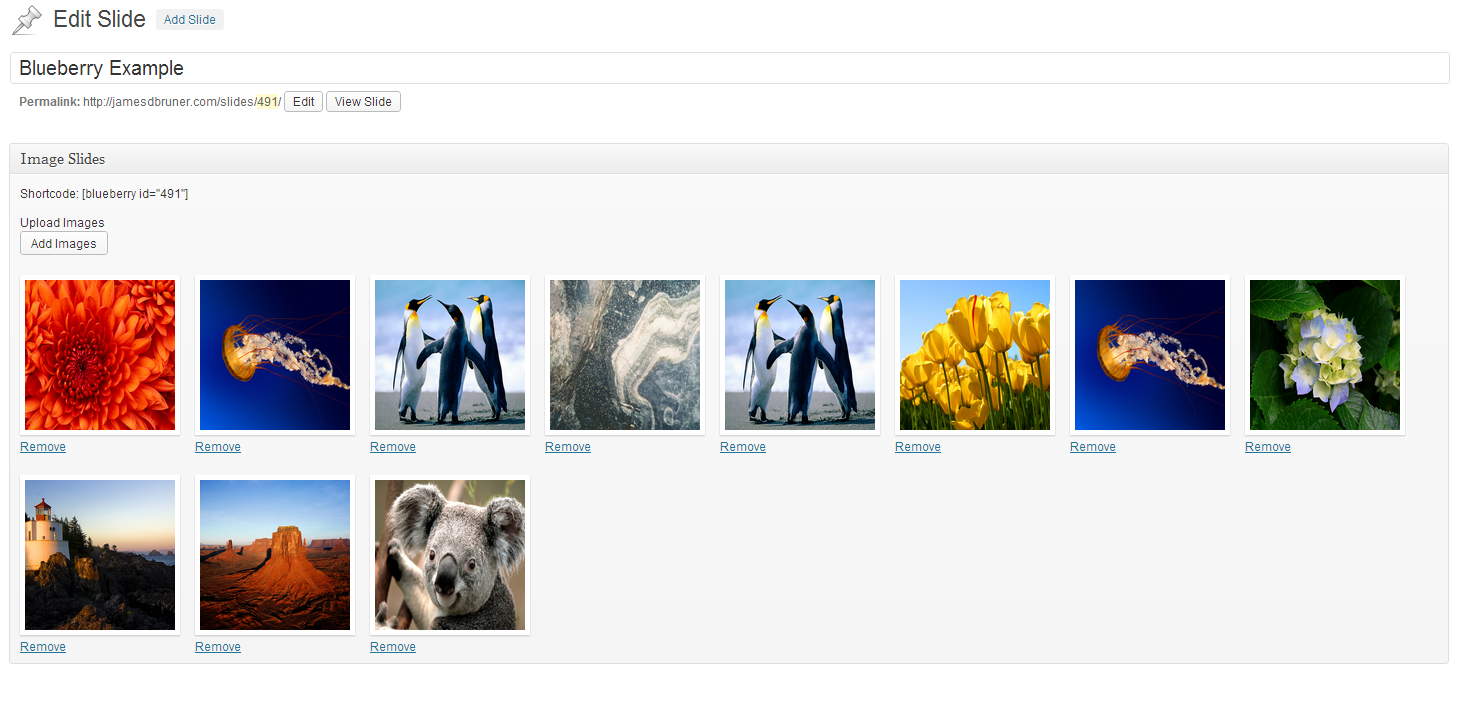 Edit Slide Add Slide
Blueberry Example
Permalink: http://jamesdbruner.com/slides/491/ Edit View Slide
Image Slides
Shortcode: [blueberry id="491"]
Upload Images
Add Images
Remove Remove Remove Remove Remove Remove Remove Remove
Remove Remove Remove